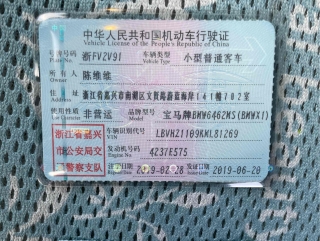 中华人民共和国机动车行驶证
Vehicle License of the People's Republic of China
号牌号码 浙FV2V91 车辆类型 小型普通客车
Plate No. Vehicle Type
所有人 陈维维
Owner
住址 浙江省嘉兴市南湖区文贤路蔚蓝海岸141幢702室
Address
使用性质 非营运 品牌型号 宝马牌BMW6462MS(BMWX1)
Use Character Model
浙江省嘉兴市公安局交通警察支队
车辆识别代号 LBVHZ1109KML81269
VIN
发动机号码 4237E575
Engine No.
注册日期 2019-02-28 发证日期 2019-06-20
Register Date Issue Date